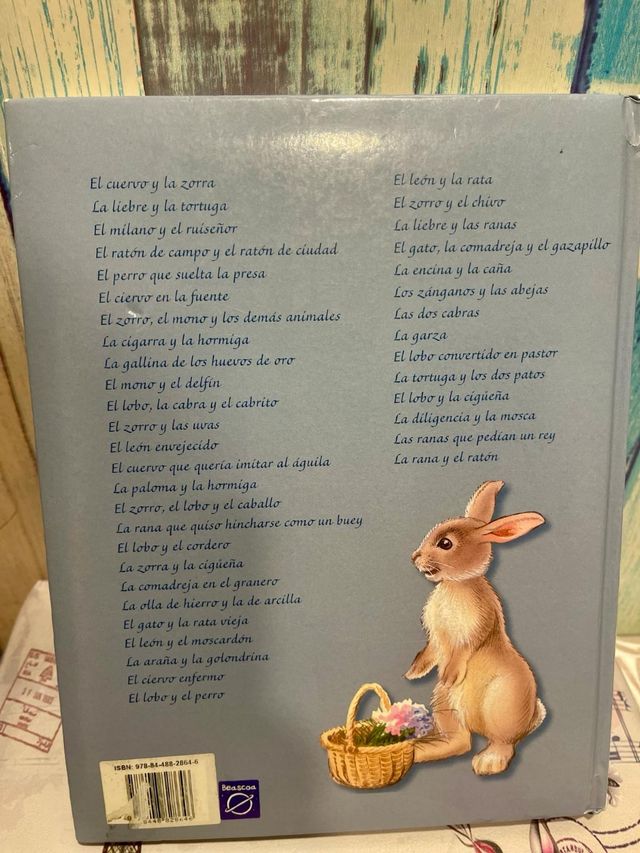 El cuervo y la zorra
La liebre y la tortuga
El milano y el ruiseñor
El ratón de campo y el ratón de ciudad
El perro que suelta la presa
El ciervo en la fuente
El zorro, el mono y los demás animales
La cigarra y la hormiga
La gallina de los huevos de oro
El mono y el delfín
El lobo, la cabra y el cabrito
El zorro y las uvas
El león envejecido
El cuervo que quería imitar al águila
La paloma y la hormiga
El zorro, el lobo y el caballo
La rana que quiso hincharse como un buey
El lobo y el cordero
La zorra y la cigüeña
La comadreja en el granero
La olla de hierro y la de arcilla
El gato y la rata vieja
El león y el moscardón
La araña y la golondrina
El ciervo enfermo
El lobo y el perro
El león y la rata
El zorro y el chivo
La liebre y las ranas
El gato, la comadreja y el gazapillo
La encina y la caña
Los zánganos y las abejas
Las dos cabras
La garza
El lobo convertido en pastor
La tortuga y los dos patos
El lobo y la cigüeña
La diligencia y la mosca
Las ranas que pedían un rey
La rana y el ratón
ISBN: 978-84-488-2864-6
Beascoa